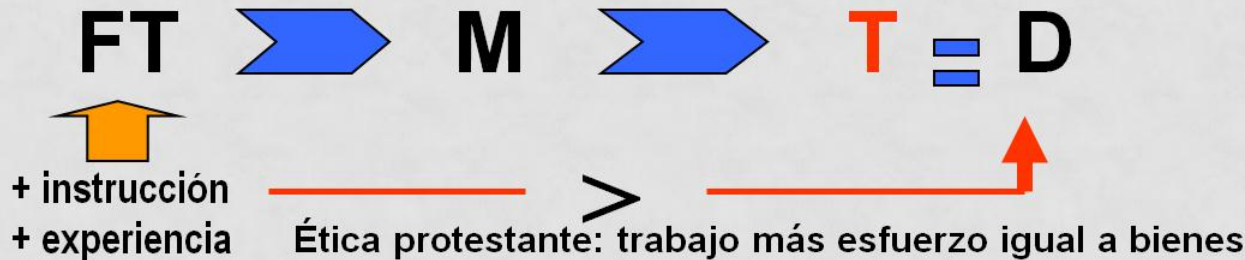 FT M T = D
+ instrucción >
+ experiencia Ética protestante: trabajo más esfuerzo igual a bienes